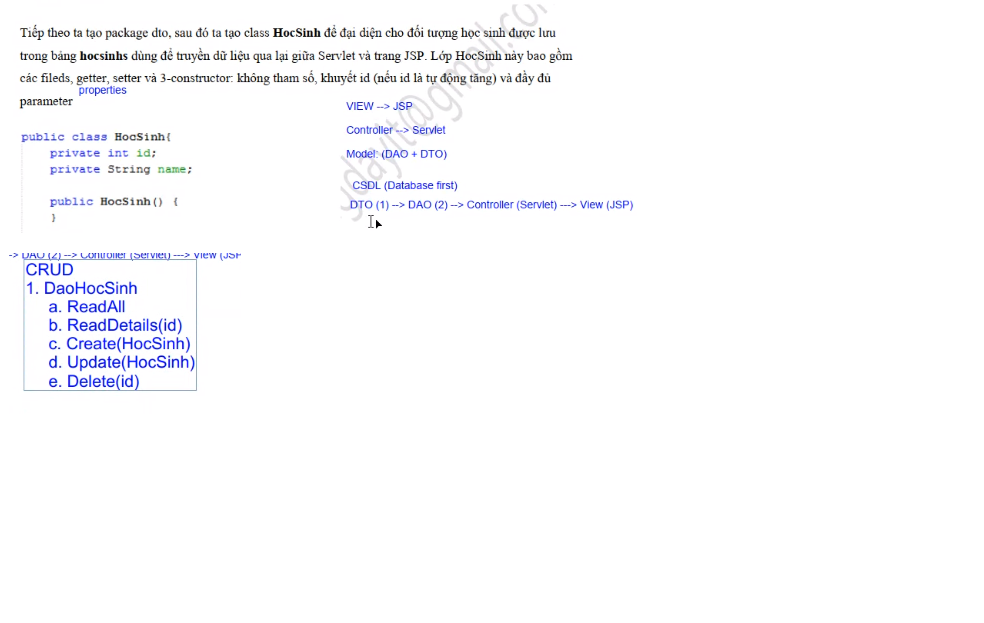 Tiếp theo ta tạo package dto, sau đó ta tạo class HocSinh để đại diện cho đối tượng học sinh được lưu
trong bảng hocsinhs dùng để truyền dữ liệu qua lại giữa Servlet và trang JSP. Lớp HocSinh này bao gồm
các fileds, getter, setter và 3-constructor: không tham số, khuyết id (nếu id là tự động tăng) và đầy đủ
properties
parameter
VIEW --> JSP
Controller --> Servlet
Model: (DAO + DTO)
CSDL (Database first)
DTO (1) --> DAO (2) --> Controller (Servlet) ---> View (JSP)
public class HocSinh{
private int id;
private String name;
public HocSinh() {
}
ydayit@gmail.co
-> DAO (2) --> Controller (Servlet) ---> View (JSP
CRUD
1. DaoHocSinh
a. ReadAll
b. ReadDetails(id)
c. Create(HocSinh)
d. Update(HocSinh)
e. Delete(id)